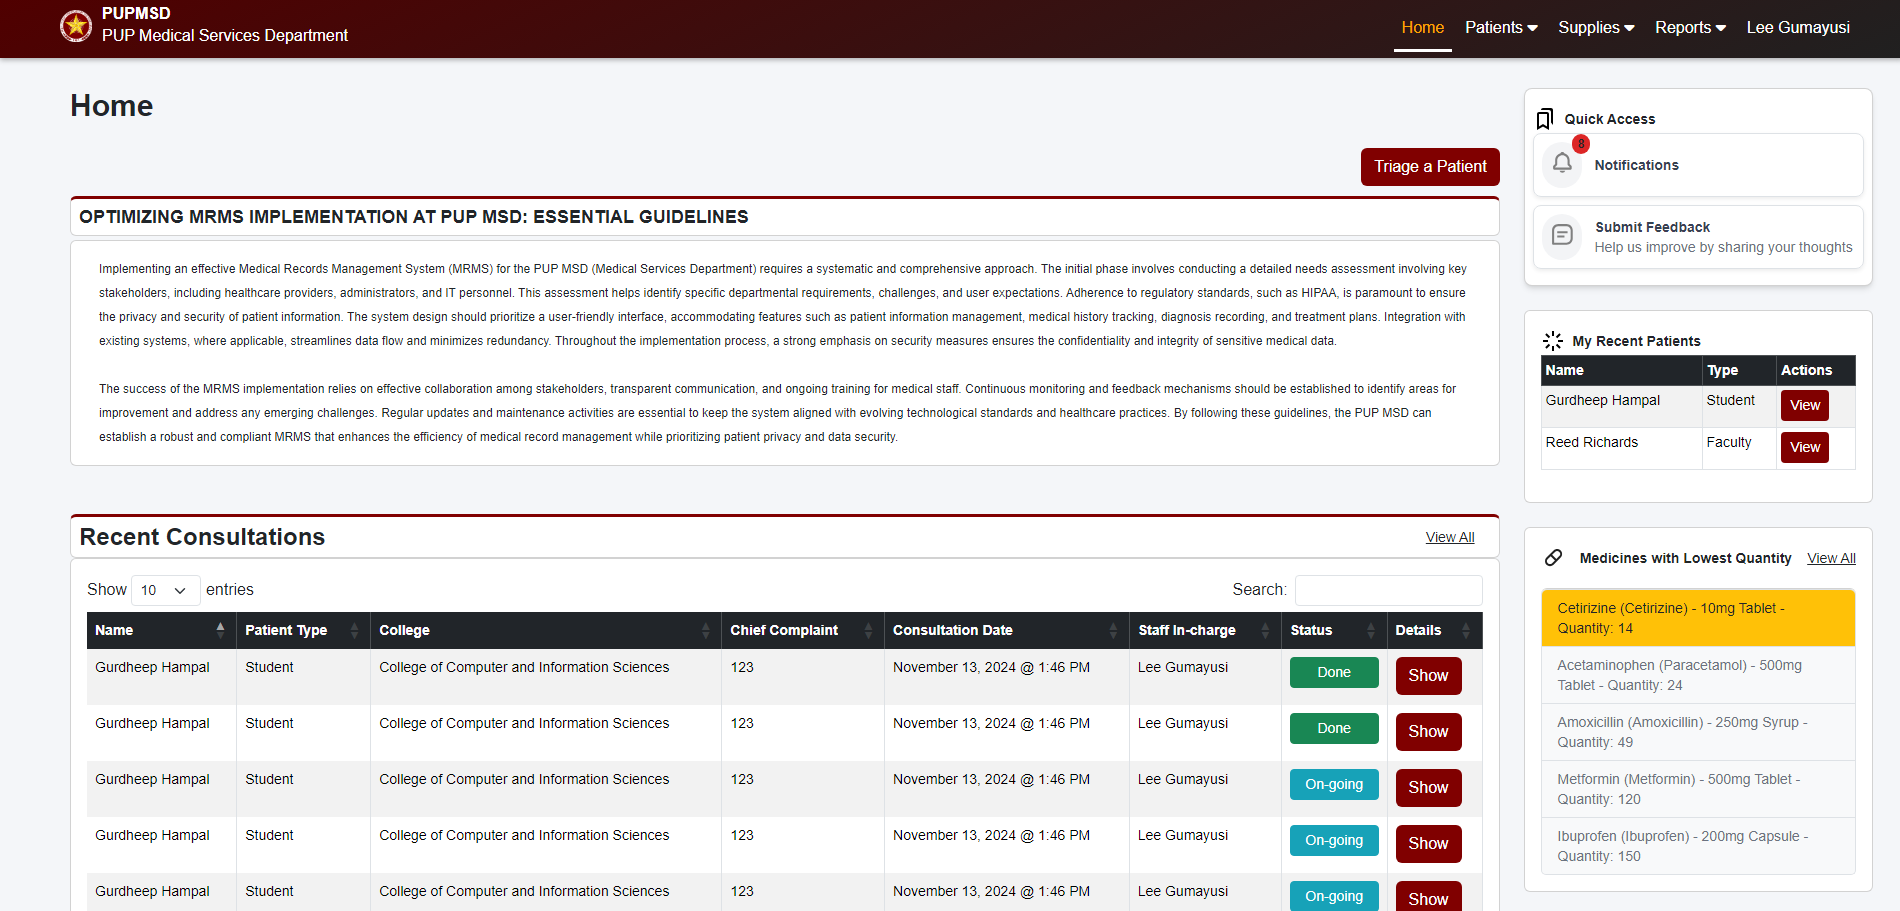 PUPMSD
PUP Medical Services Department
Home Patients Supplies Reports Lee Gumayusi
Home
Triage a Patient
OPTIMIZING MRMS IMPLEMENTATION AT PUP MSD: ESSENTIAL GUIDELINES
Implementing an effective Medical Records Management System (MRMS) for the PUP MSD (Medical Services Department) requires a systematic and comprehensive approach. The initial phase involves conducting a detailed needs assessment involving key
stakeholders, including healthcare providers, administrators, and IT personnel. This assessment helps identify specific departmental requirements, challenges, and user expectations. Adherence to regulatory standards, such as HIPAA, is paramount to ensure
the privacy and security of patient information. The system design should prioritize a user-friendly interface, accommodating features such as patient information management, medical history tracking, diagnosis recording, and treatment plans. Integration with
existing systems, where applicable, streamlines data flow and minimizes redundancy. Throughout the implementation process, a strong emphasis on security measures ensures the confidentiality and integrity of sensitive medical data.
The success of the MRMS implementation relies on effective collaboration among stakeholders, transparent communication, and ongoing training for medical staff. Continuous monitoring and feedback mechanisms should be established to identify areas for
improvement and address any emerging challenges. Regular updates and maintenance activities are essential to keep the system aligned with evolving technological standards and healthcare practices. By following these guidelines, the PUP MSD can
establish a robust and compliant MRMS that enhances the efficiency of medical record management while prioritizing patient privacy and data security.
Recent Consultations View All
Show 10 entries Search:
Name Patient Type College Chief Complaint Consultation Date Staff In-charge Status Details
Gurdheep Hampal Student College of Computer and Information Sciences 123 November 13, 2024 @ 1:46 PM Lee Gumayusi Done Show
Gurdheep Hampal Student College of Computer and Information Sciences 123 November 13, 2024 @ 1:46 PM Lee Gumayusi Done Show
Gurdheep Hampal Student College of Computer and Information Sciences 123 November 13, 2024 @ 1:46 PM Lee Gumayusi On-going Show
Gurdheep Hampal Student College of Computer and Information Sciences 123 November 13, 2024 @ 1:46 PM Lee Gumayusi On-going Show
Gurdheep Hampal Student College of Computer and Information Sciences 123 November 13, 2024 @ 1:46 PM Lee Gumayusi On-going Show
Quick Access
8
Notifications
Submit Feedback
Help us improve by sharing your thoughts
My Recent Patients
Name Type Actions
Gurdheep Hampal Student View
Reed Richards Faculty View
Medicines with Lowest Quantity View All
Cetirizine (Cetirizine) - 10mg Tablet -
Quantity: 14
Acetaminophen (Paracetamol) - 500mg
Tablet - Quantity: 24
Amoxicillin (Amoxicillin) - 250mg Syrup -
Quantity: 49
Metformin (Metformin) - 500mg Tablet -
Quantity: 120
Ibuprofen (Ibuprofen) - 200mg Capsule -
Quantity: 150